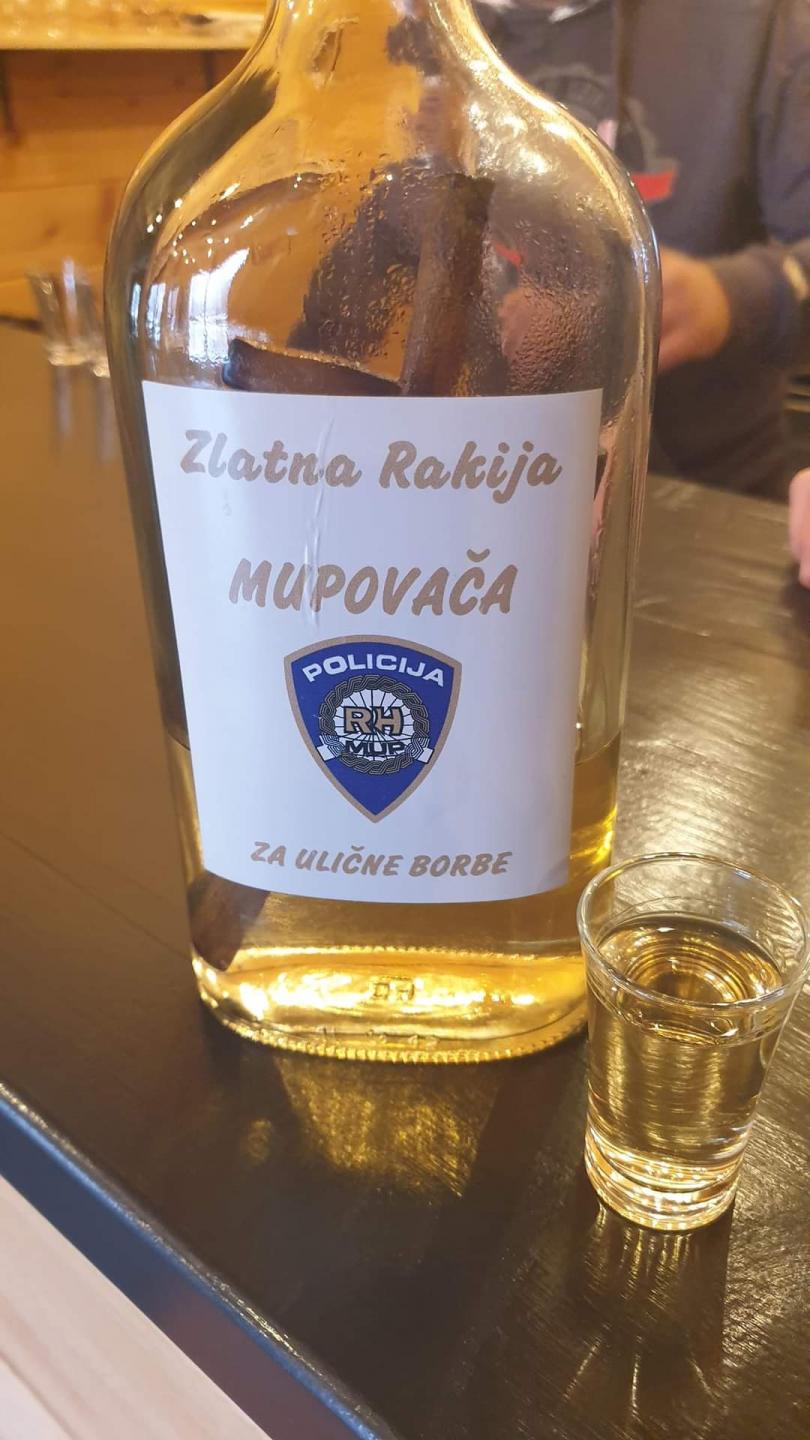 Zlatna Rakija
MUPOVAČA
POLICIJA
RH
MUP
ZA ULIČNE BORBE